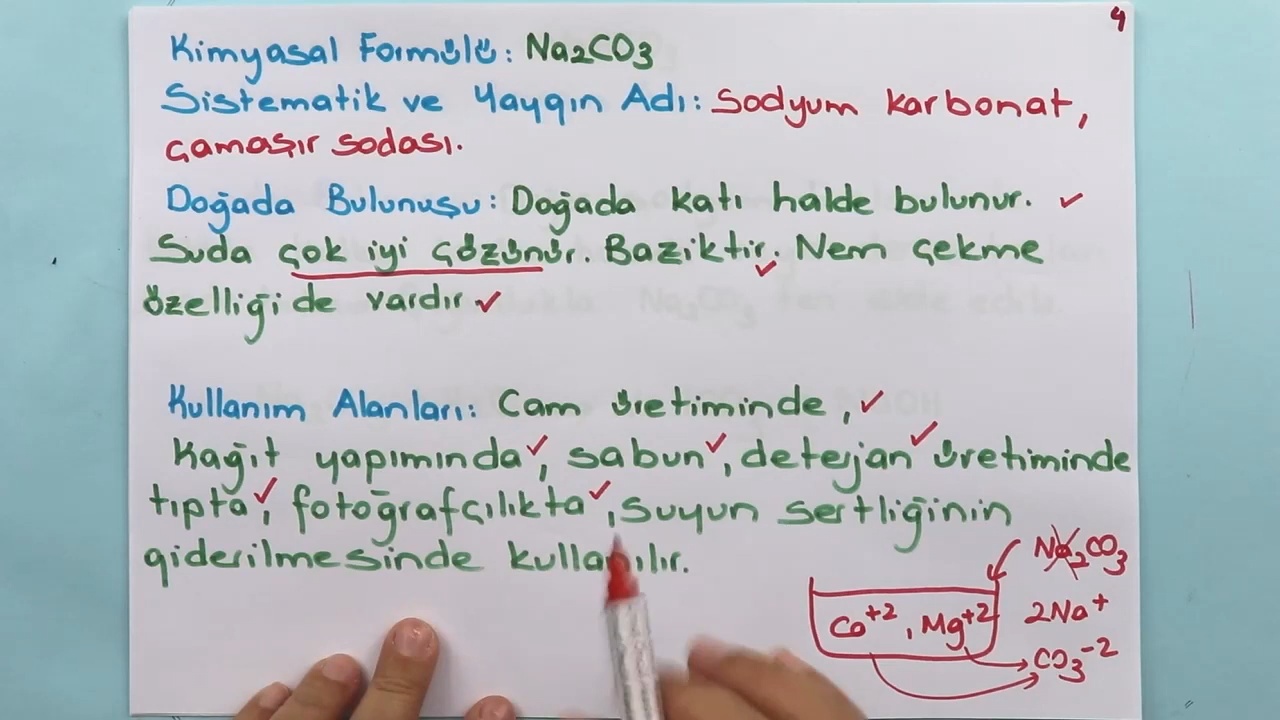 4
Kimyasal Formülü: Na₂CO₃
Sistematik ve Yaygın Adı: Sodyum karbonat,
çamaşır sodası.
Doğada Bulunuşu: Doğada katı halde bulunur.
Suda çok iyi çözünür. Baziktir. Nem çekme
özelliği de vardır.
Kullanım Alanları: Cam üretiminde,
Kağıt yapımında, sabun, deterjan üretiminde
tıpta, fotoğrafçılıkta, suyun sertliğinin
giderilmesinde kullanılır.
Na₂CO₃
Ca⁺², Mg⁺² 2Na⁺
CO₃⁻²